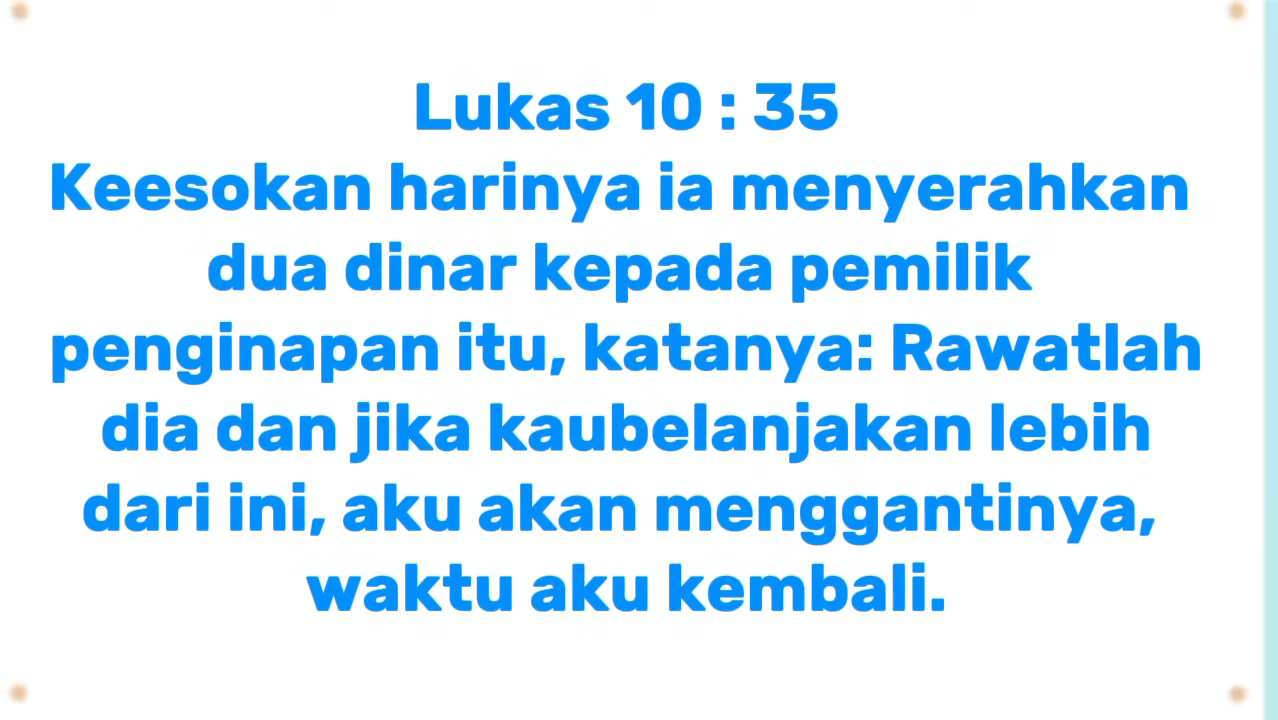 Lukas 10 : 35
Keesokan harinya ia menyerahkan
dua dinar kepada pemilik
penginapan itu, katanya: Rawatlah
dia dan jika kaubelanjakan lebih
dari ini, aku akan menggantinya,
waktu aku kembali.